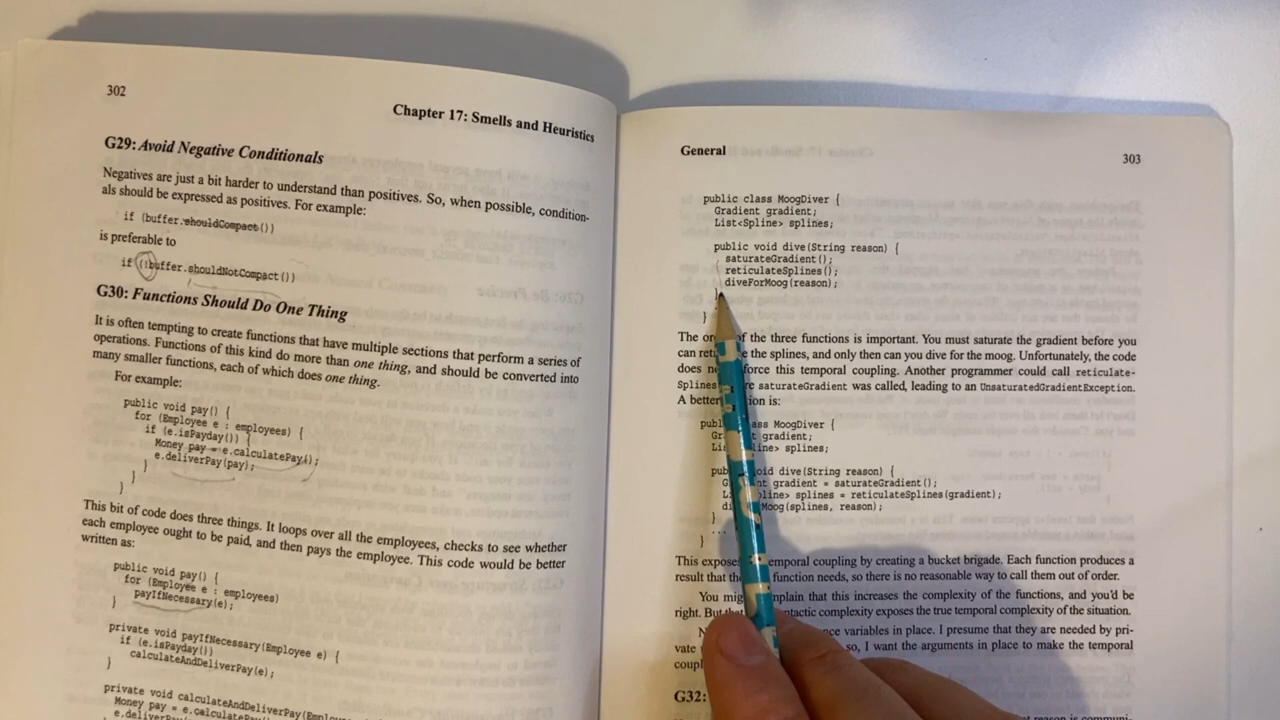 302
Chapter 17: Smells and Heuristics
G29: Avoid Negative Conditionals
Negatives are just a bit harder to understand than positives. So, when possible, condition-
als should be expressed as positives. For example:
if (buffer.shouldCompact())
is preferable to
if (!buffer.shouldNotCompact())
G30: Functions Should Do One Thing
It is often tempting to create functions that have multiple sections that perform a series of
operations. Functions of this kind do more than one thing, and should be converted into
many smaller functions, each of which does one thing.
For example:
public void pay() {
for (Employee e : employees) {
if (e.isPayday()) {
Money pay = e.calculatePay();
e.deliverPay(pay);
}
}
}
This bit of code does three things. It loops over all the employees, checks to see whether
each employee ought to be paid, and then pays the employee. This code would be better
written as:
public void pay() {
for (Employee e : employees)
payIfNecessary(e);
}
private void payIfNecessary(Employee e) {
if (e.isPayday())
calculateAndDeliverPay(e);
}
private void calculateAndDeliverPay(
Money pay = e.calculatePay
e.deliverPay(pay);
General
303
public class MoogDiver {
Gradient gradient;
List<Spline> splines;
public void dive(String reason) {
saturateGradient();
reticulateSplines();
diveForMoog(reason);
}
}
The of the three functions is important. You must saturate the gradient before you
can the splines, and only then can you dive for the moog. Unfortunately, the code
does this temporal coupling. Another programmer could call reticulate-
Splines saturateGradient was called, leading to an UnsaturatedGradientException.
A better is:
MoogDiver {
gradient;
splines;
dive(String reason) {
gradient = saturateGradient();
splines = reticulateSplines(gradient);
(splines, reason);
}
...
}
This exposes temporal coupling by creating a bucket brigade. Each function produces a
result that the function needs, so there is no reasonable way to call them out of order.
You might complain that this increases the complexity of the functions, and you'd be
right. But syntactic complexity exposes the true temporal complexity of the situation.
variables in place. I presume that they are needed by pri-
vate so, I want the arguments in place to make the temporal
G32: